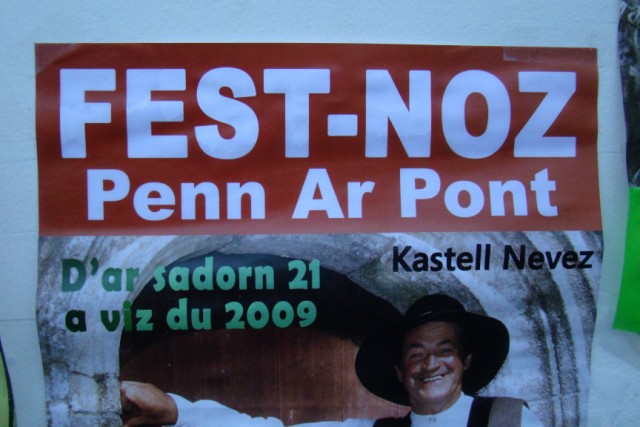 FEST-NOZ
Penn Ar Pont
Kastell Nevez
D'ar sadorn 21
a viz du 2009